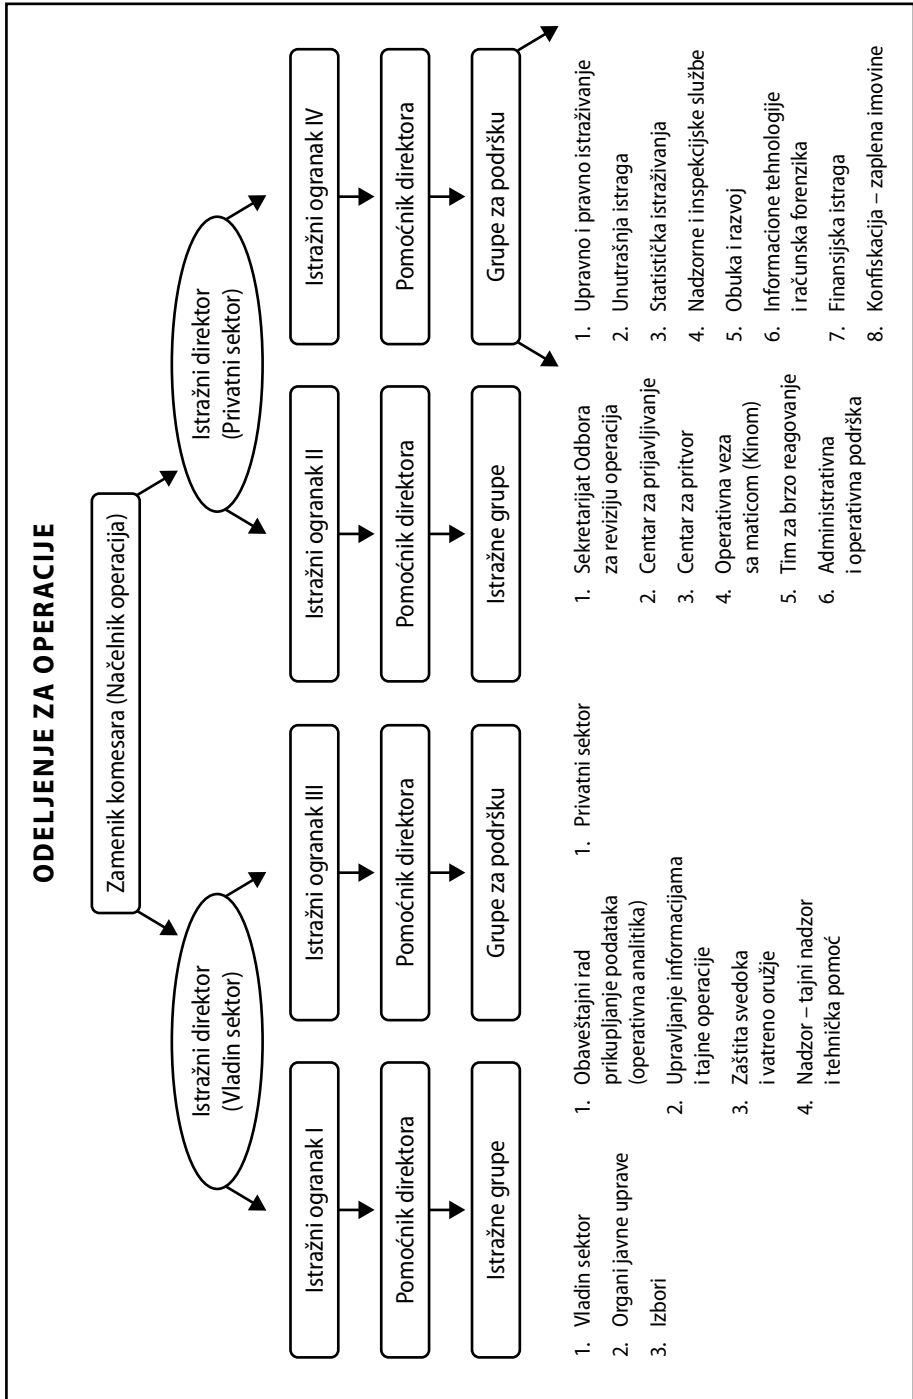 ODELJENJE ZA OPERACIJE
Zamenik komesara (Načelnik operacija)
Istražni direktor
(Vladin sektor)
Istražni direktor
(Privatni sektor)
Istražni ogranak I
Istražni ogranak III
Istražni ogranak II
Istražni ogranak IV
Pomoćnik direktora
Pomoćnik direktora
Pomoćnik direktora
Pomoćnik direktora
Istražne grupe
Grupe za podršku
Istražne grupe
Grupe za podršku
1. Vladin sektor
2. Organi javne uprave
3. Izbori
1. Obaveštajni rad
prikupljanje podataka
(operativna analitika)
2. Upravljanje informacijama
i tajne operacije
3. Zaštita svedoka
i vatreno oružje
4. Nadzor – tajni nadzor
i tehnička pomoć
1. Privatni sektor
1. Sekretarijat Odbora
za reviziju operacija
2. Centar za prijavljivanje
3. Centar za pritvor
4. Operativna veza
sa maticom (Kinom)
5. Tim za brzo reagovanje
6. Administrativna
i operativna podrška
1. Upravno i pravno istraživanje
2. Unutrašnja istraga
3. Statistička istraživanja
4. Nadzorne i inspekcijske službe
5. Obuka i razvoj
6. Informacione tehnologije
i računska forenzika
7. Finansijska istraga
8. Konfiskacija – zaplena imovine